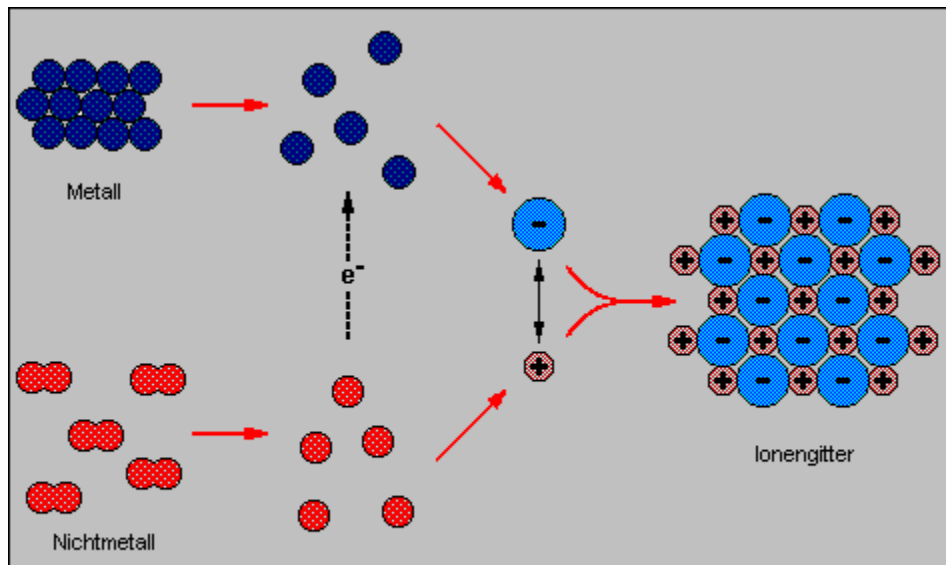 Metall
e-
Nichtmetall
-
+
Ionengitter
+ - + - +
+ - - - +
+ - + - +
+ - - - +
+ - + - +